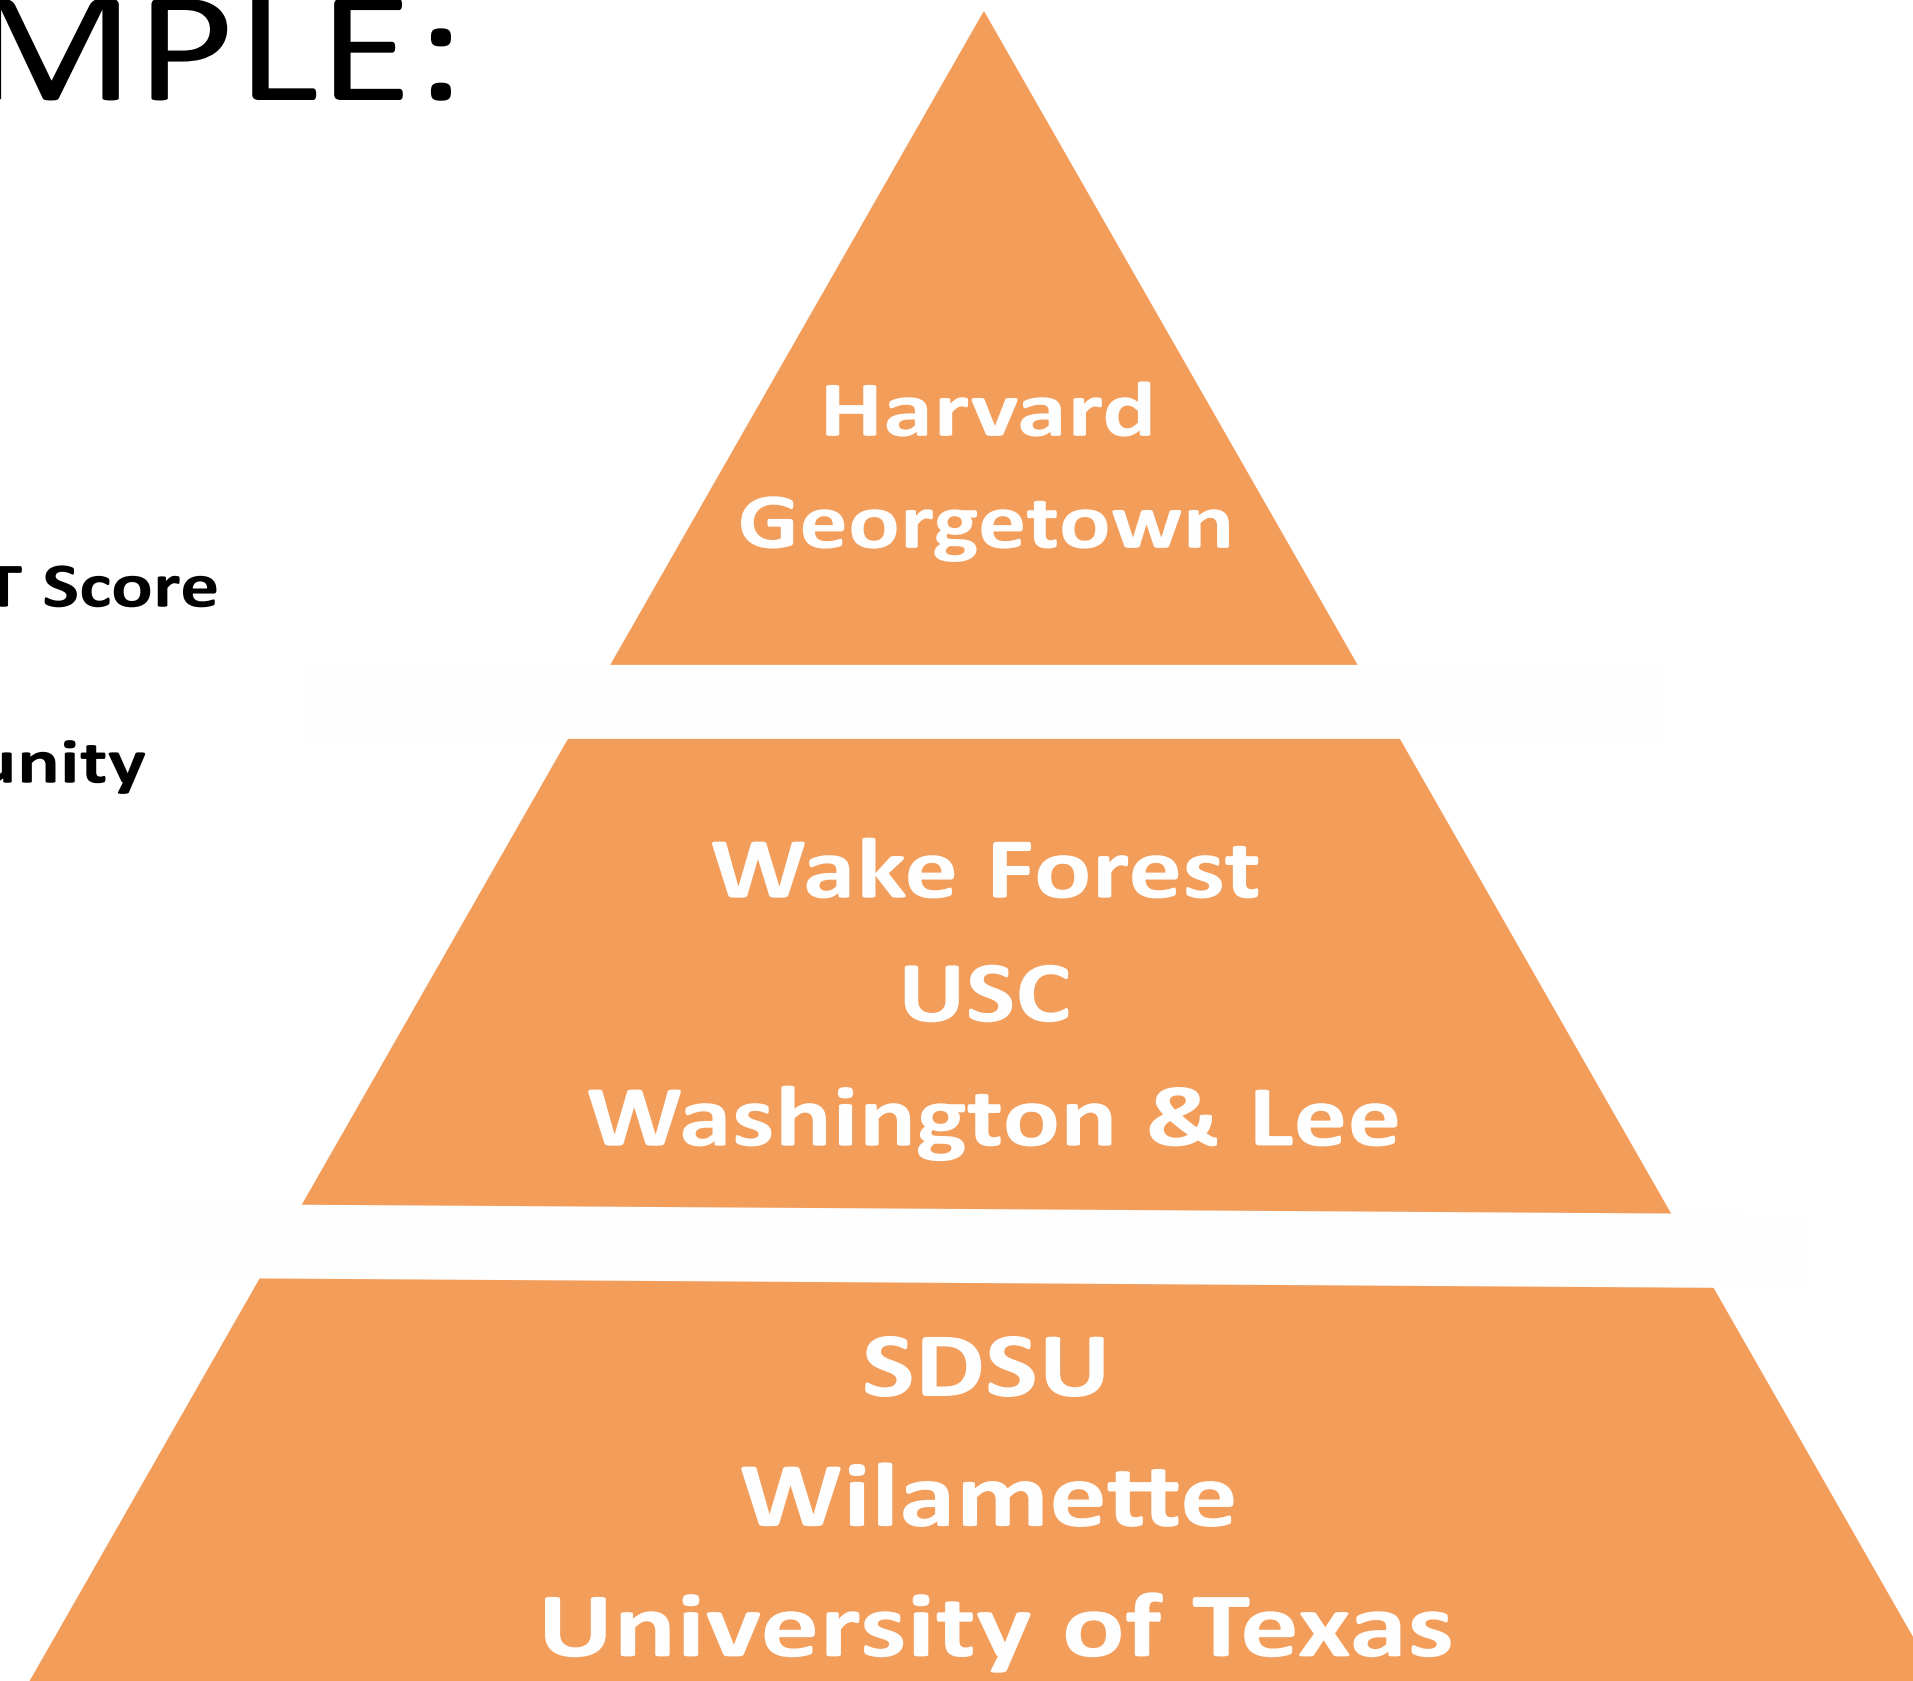 MPLE:
T Score
unity
Harvard
Georgetown
Wake Forest
USC
Washington & Lee
SDSU
Wilamette
University of Texas